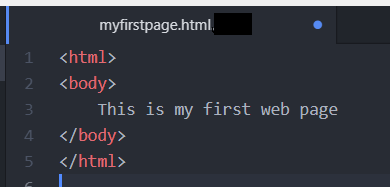 myfirstpage.html.
1 <html>
2 <body>
3 This is my first web page
4 </body>
5 </html>
6